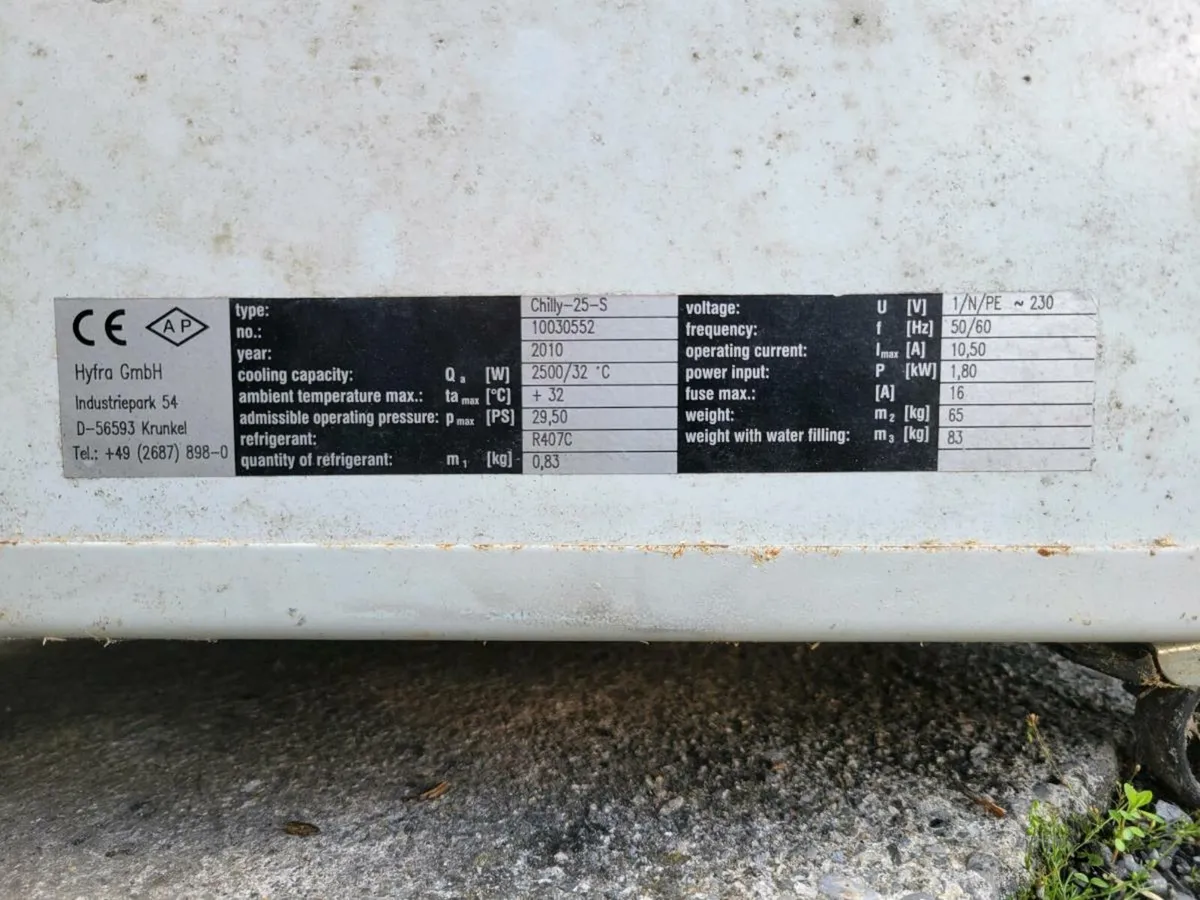 CE AP
Hyfra GmbH
Industriepark 54
D-56593 Krunkel
Tel.: +49 (2687) 898-0
type: Chilly-25-S
no.: 10030552
year: 2010
cooling capacity: Q a [W] 2500/32 °C
ambient temperature max.: ta max [°C] + 32
admissible operating pressure: p max [PS] 29,50
refrigerant: R407C
quantity of refrigerant: m 1 [kg] 0,83
voltage: U [V] 1/N/PE ~ 230
frequency: f [Hz] 50/60
operating current: I max [A] 10,50
power input: P [kW] 1,80
fuse max.: [A] 16
weight: m 2 [kg] 65
weight with water filling: m 3 [kg] 83